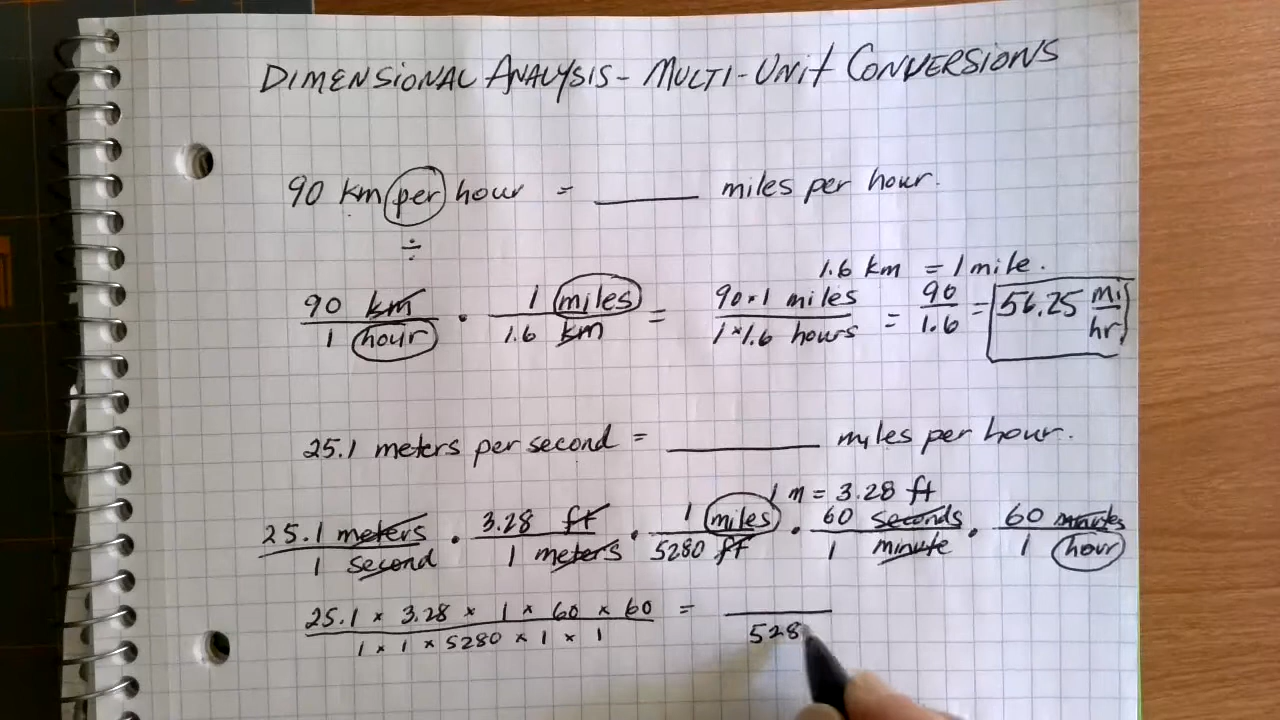 DIMENSIONAL ANALYSIS - MULTI-UNIT CONVERSIONS
90 km per hour = ______ miles per hour.
÷
1.6 km = 1 mile.
90 km / 1 hour · 1 miles / 1.6 km = 90 × 1 miles / 1 × 1.6 hours = 90 / 1.6 = 56.25 mi / hr
25.1 meters per second = ______ miles per hour.
1 m = 3.28 ft
25.1 meters / 1 second · 3.28 ft / 1 meters · 1 miles / 5280 ft · 60 seconds / 1 minute · 60 minutes / 1 hour
25.1 × 3.28 × 1 × 60 × 60 / 1 × 1 × 5280 × 1 × 1 = ______ / 528